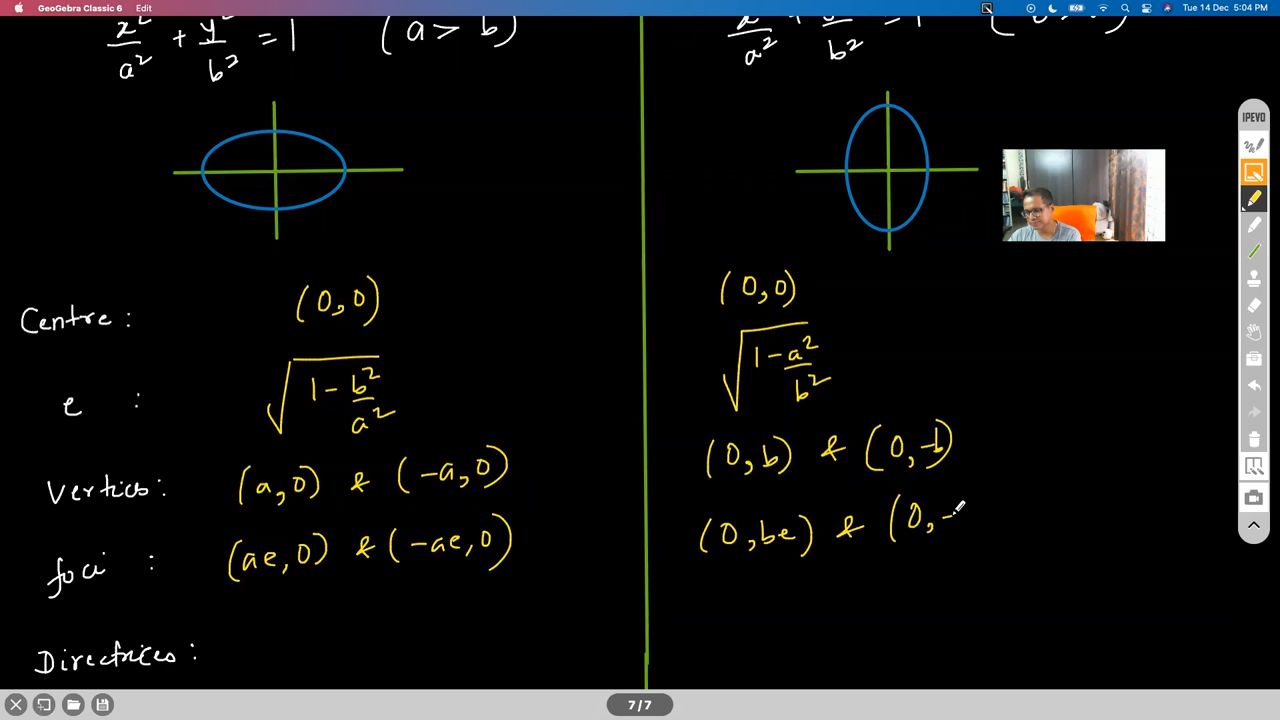 GeoGebra Classic 6 Edit Tue 14 Dec 5:04 PM
x²/a² + y²/b² = 1 (a > b)
IPEVO
Centre : (0,0) (0,0)
e : √(1 - b²/a²) √(1 - a²/b²)
Vertices : (a,0) & (-a,0) (0,b) & (0,-b)
foci : (ae,0) & (-ae,0) (0,be) & (0,-
Directrices :
7/7